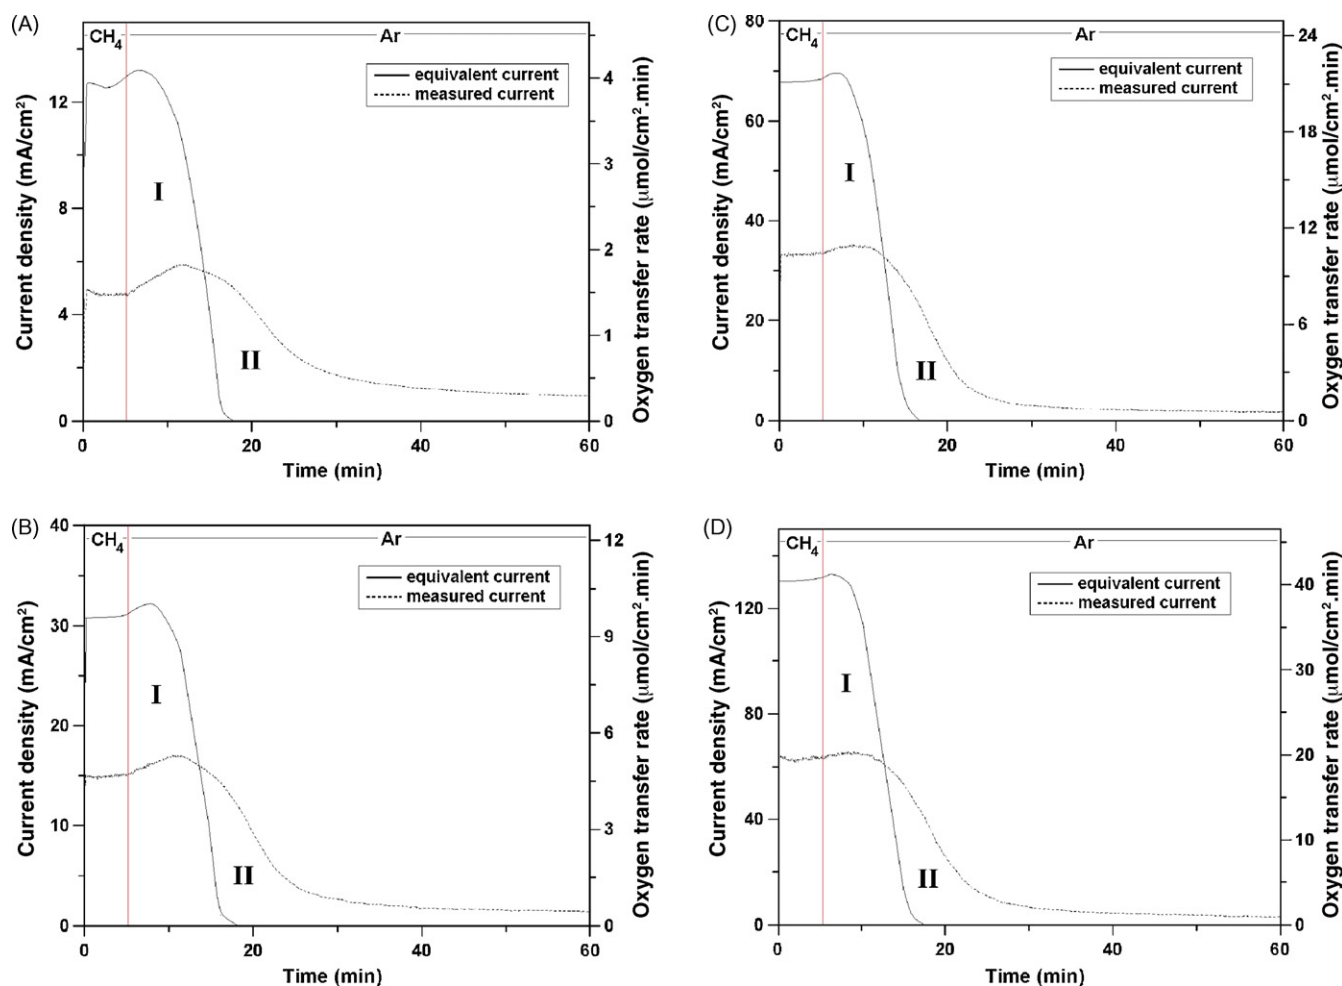 (A)
CH4
Ar
equivalent current
measured current
12
8
4
0
4
3
2
1
0
Current density (mA/cm²)
Oxygen transfer rate (μmol/cm².min)
I
II
0
20
40
60
Time (min)
(C)
80
60
40
20
0
CH4
Ar
equivalent current
measured current
24
18
12
6
0
Current density (mA/cm²)
Oxygen transfer rate (μmol/cm².min)
I
II
0
20
40
60
Time (min)
(B)
40
30
20
10
0
CH4
Ar
equivalent current
measured current
12
9
6
3
0
Current density (mA/cm²)
Oxygen transfer rate (μmol/cm².min)
I
II
0
20
40
60
Time (min)
(D)
CH4
Ar
equivalent current
measured current
120
80
40
0
40
30
20
10
0
Current density (mA/cm²)
Oxygen transfer rate (μmol/cm².min)
I
II
0
20
40
60
Time (min)